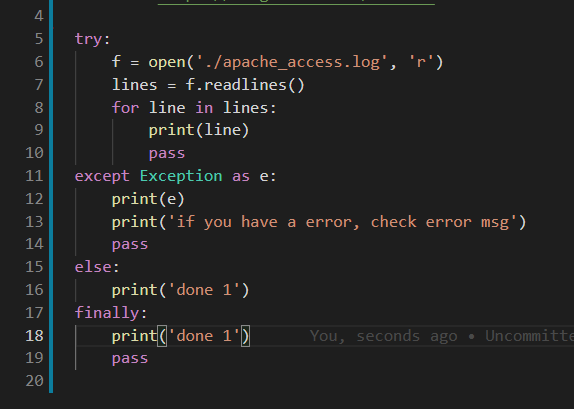 4
5 try:
6     f = open('./apache_access.log', 'r')
7     lines = f.readlines()
8     for line in lines:
9         print(line)
10         pass
11 except Exception as e:
12     print(e)
13     print('if you have a error, check error msg')
14     pass
15 else:
16     print('done 1')
17 finally:
18     print('done 1') You, seconds ago • Uncommitte
19     pass
20